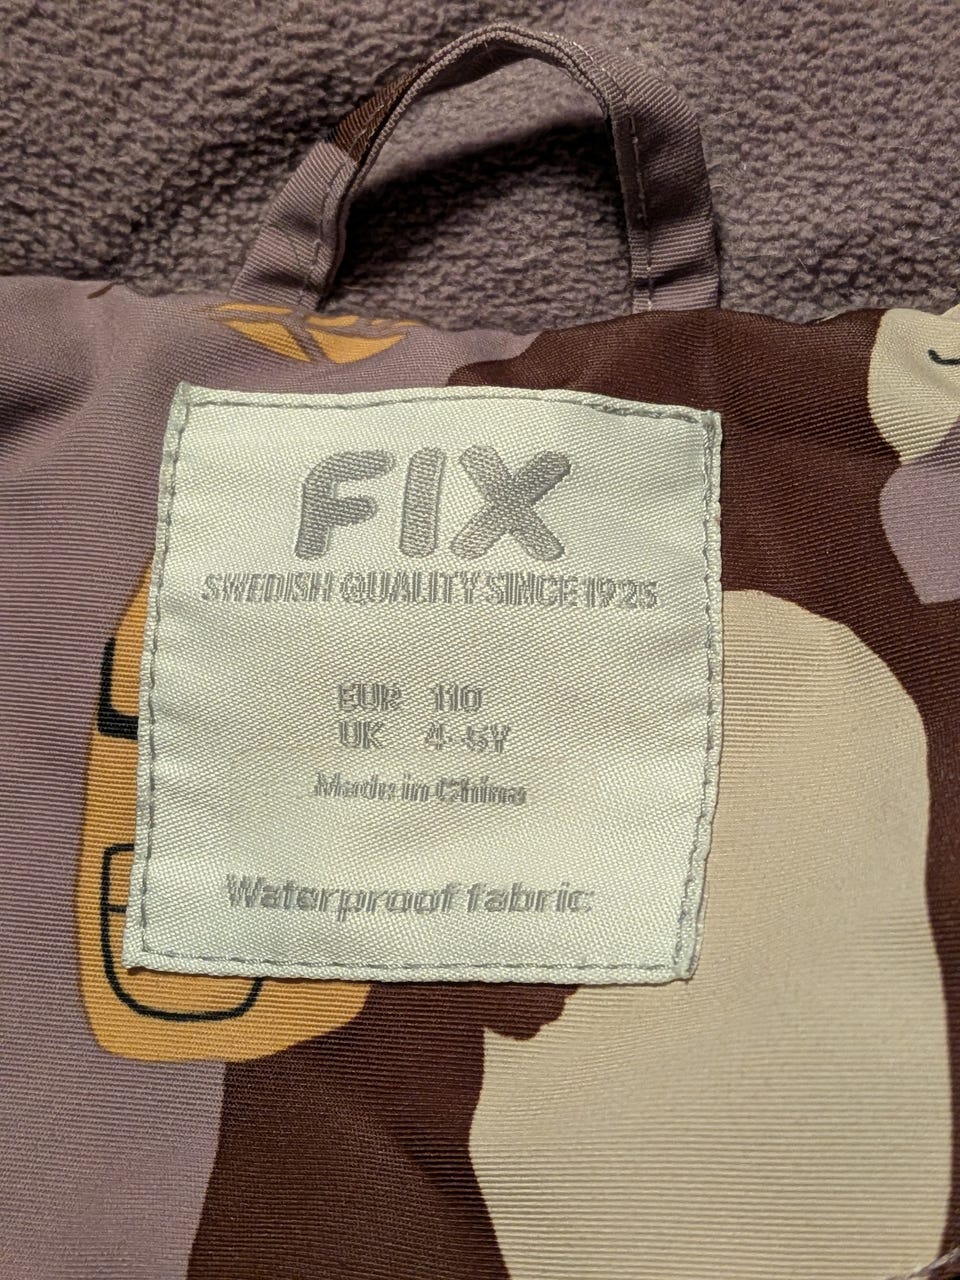 FIX
SWEDISH QUALITY SINCE 1925
EUR 110
UK 4-5Y
Made in China
Waterproof fabric